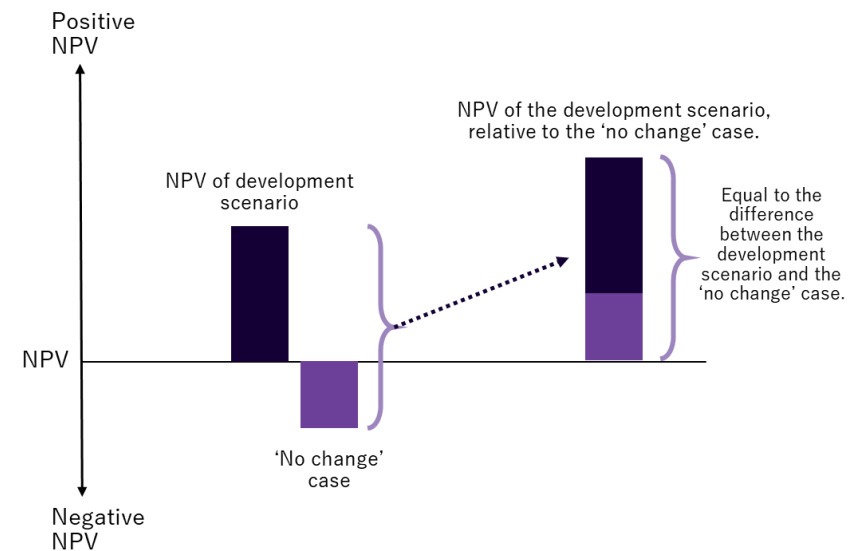 Positive
NPV
NPV of the development scenario,
relative to the ‘no change’ case.
NPV of development
scenario
Equal to the
difference
between the
development
scenario and the
‘no change’ case.
NPV
‘No change’
case
Negative
NPV